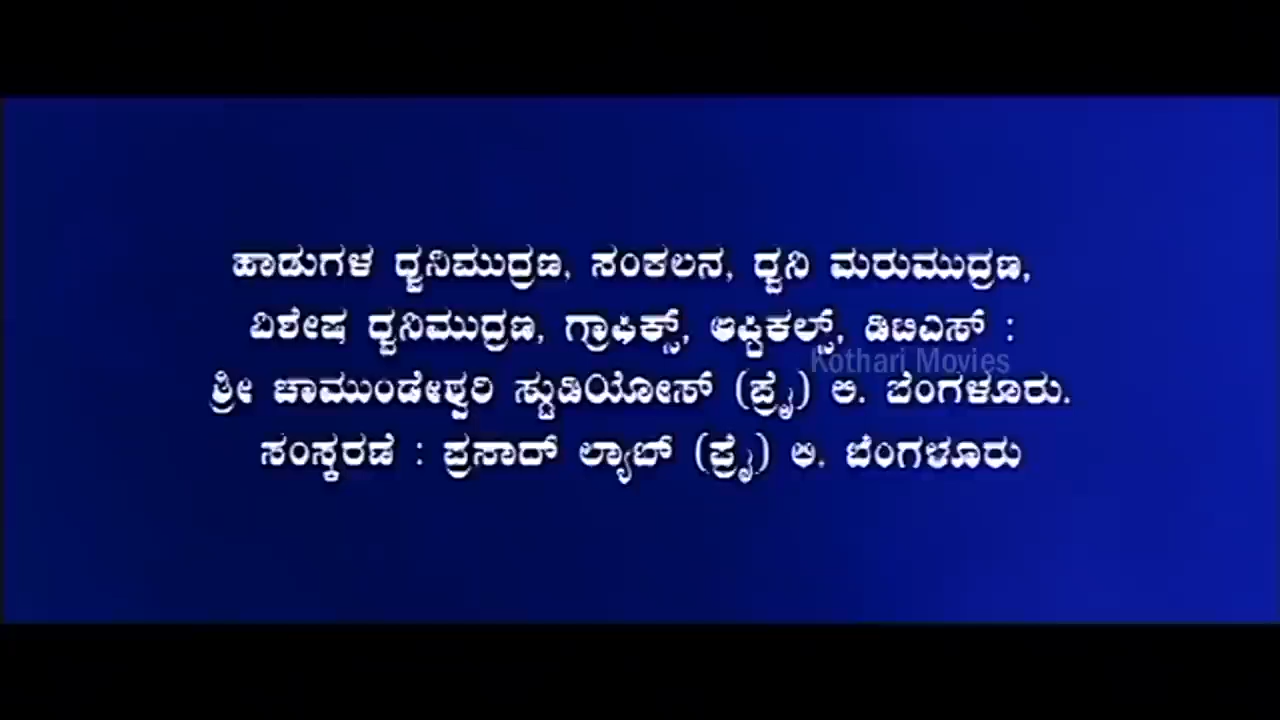 ಹಾಡುಗಳ ಧ್ವನಿಮುದ್ರಣ, ಸಂಕಲನ, ಧ್ವನಿ ಮರುಮುದ್ರಣ,
ವಿಶೇಷ ಧ್ವನಿಮುದ್ರಣ, ಗ್ರಾಫಿಕ್ಸ್, ಆಪ್ಟಿಕಲ್ಸ್, ಡಿಟಿಎಸ್ :
Kothari Movies
ಶ್ರೀ ಚಾಮುಂಡೇಶ್ವರಿ ಸ್ಟುಡಿಯೋಸ್ (ಪ್ರೈ) ಲಿ. ಬೆಂಗಳೂರು.
ಸಂಸ್ಕರಣೆ : ಪ್ರಸಾದ್ ಲ್ಯಾಬ್ (ಪ್ರೈ) ಲಿ. ಬೆಂಗಳೂರು